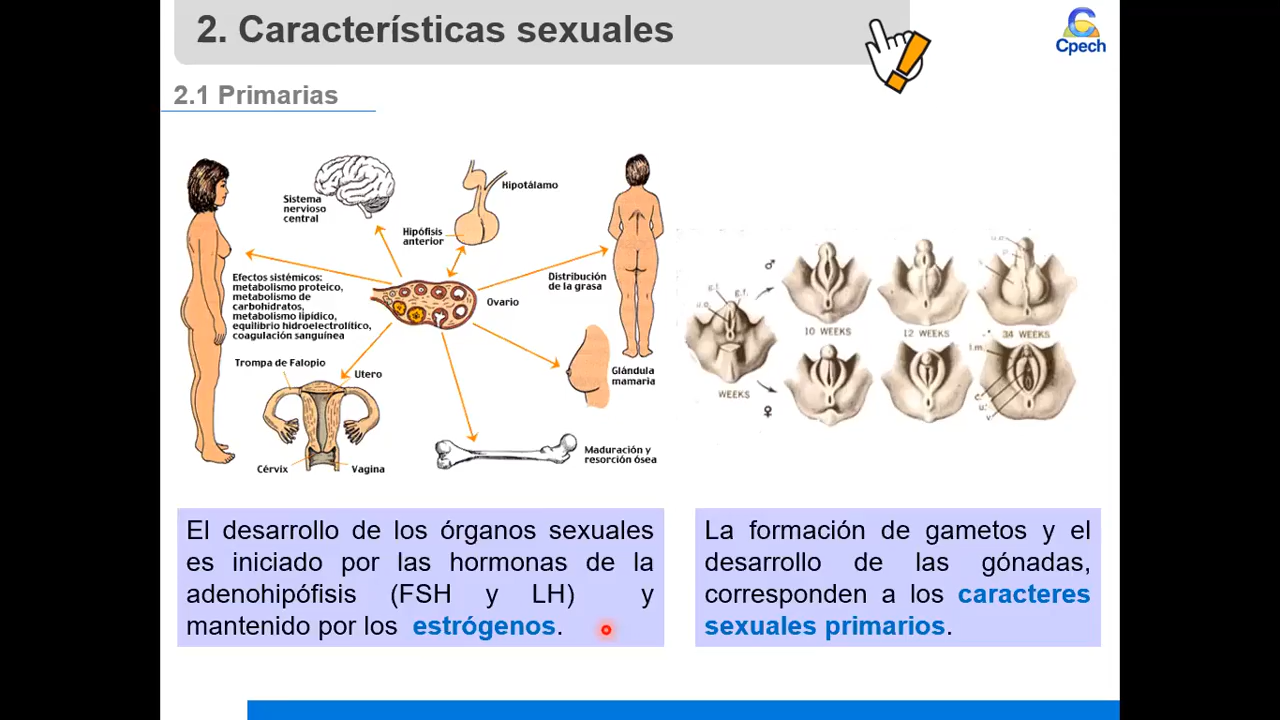 2. Características sexuales
Cpech
2.1 Primarias
Sistema
nervioso
central
Hipotálamo
Hipófisis
anterior
Efectos sistémicos:
metabolismo proteico,
metabolismo de
carbohidratos,
metabolismo lipídico,
equilibrio hidroelectrolítico,
coagulación sanguínea
Ovario
Distribución
de la grasa
Trompa de Falopio
Utero
Glándula
mamaria
Cérvix
Vagina
Maduración y
resorción ósea
g.t.
g.f.
u.o.
WEEKS
♂
10 WEEKS
12 WEEKS
34 WEEKS
♀
l.m.
c.
u.
v.
El desarrollo de los órganos sexuales
es iniciado por las hormonas de la
adenohipófisis (FSH y LH) y
mantenido por los estrógenos.
La formación de gametos y el
desarrollo de las gónadas,
corresponden a los caracteres
sexuales primarios.